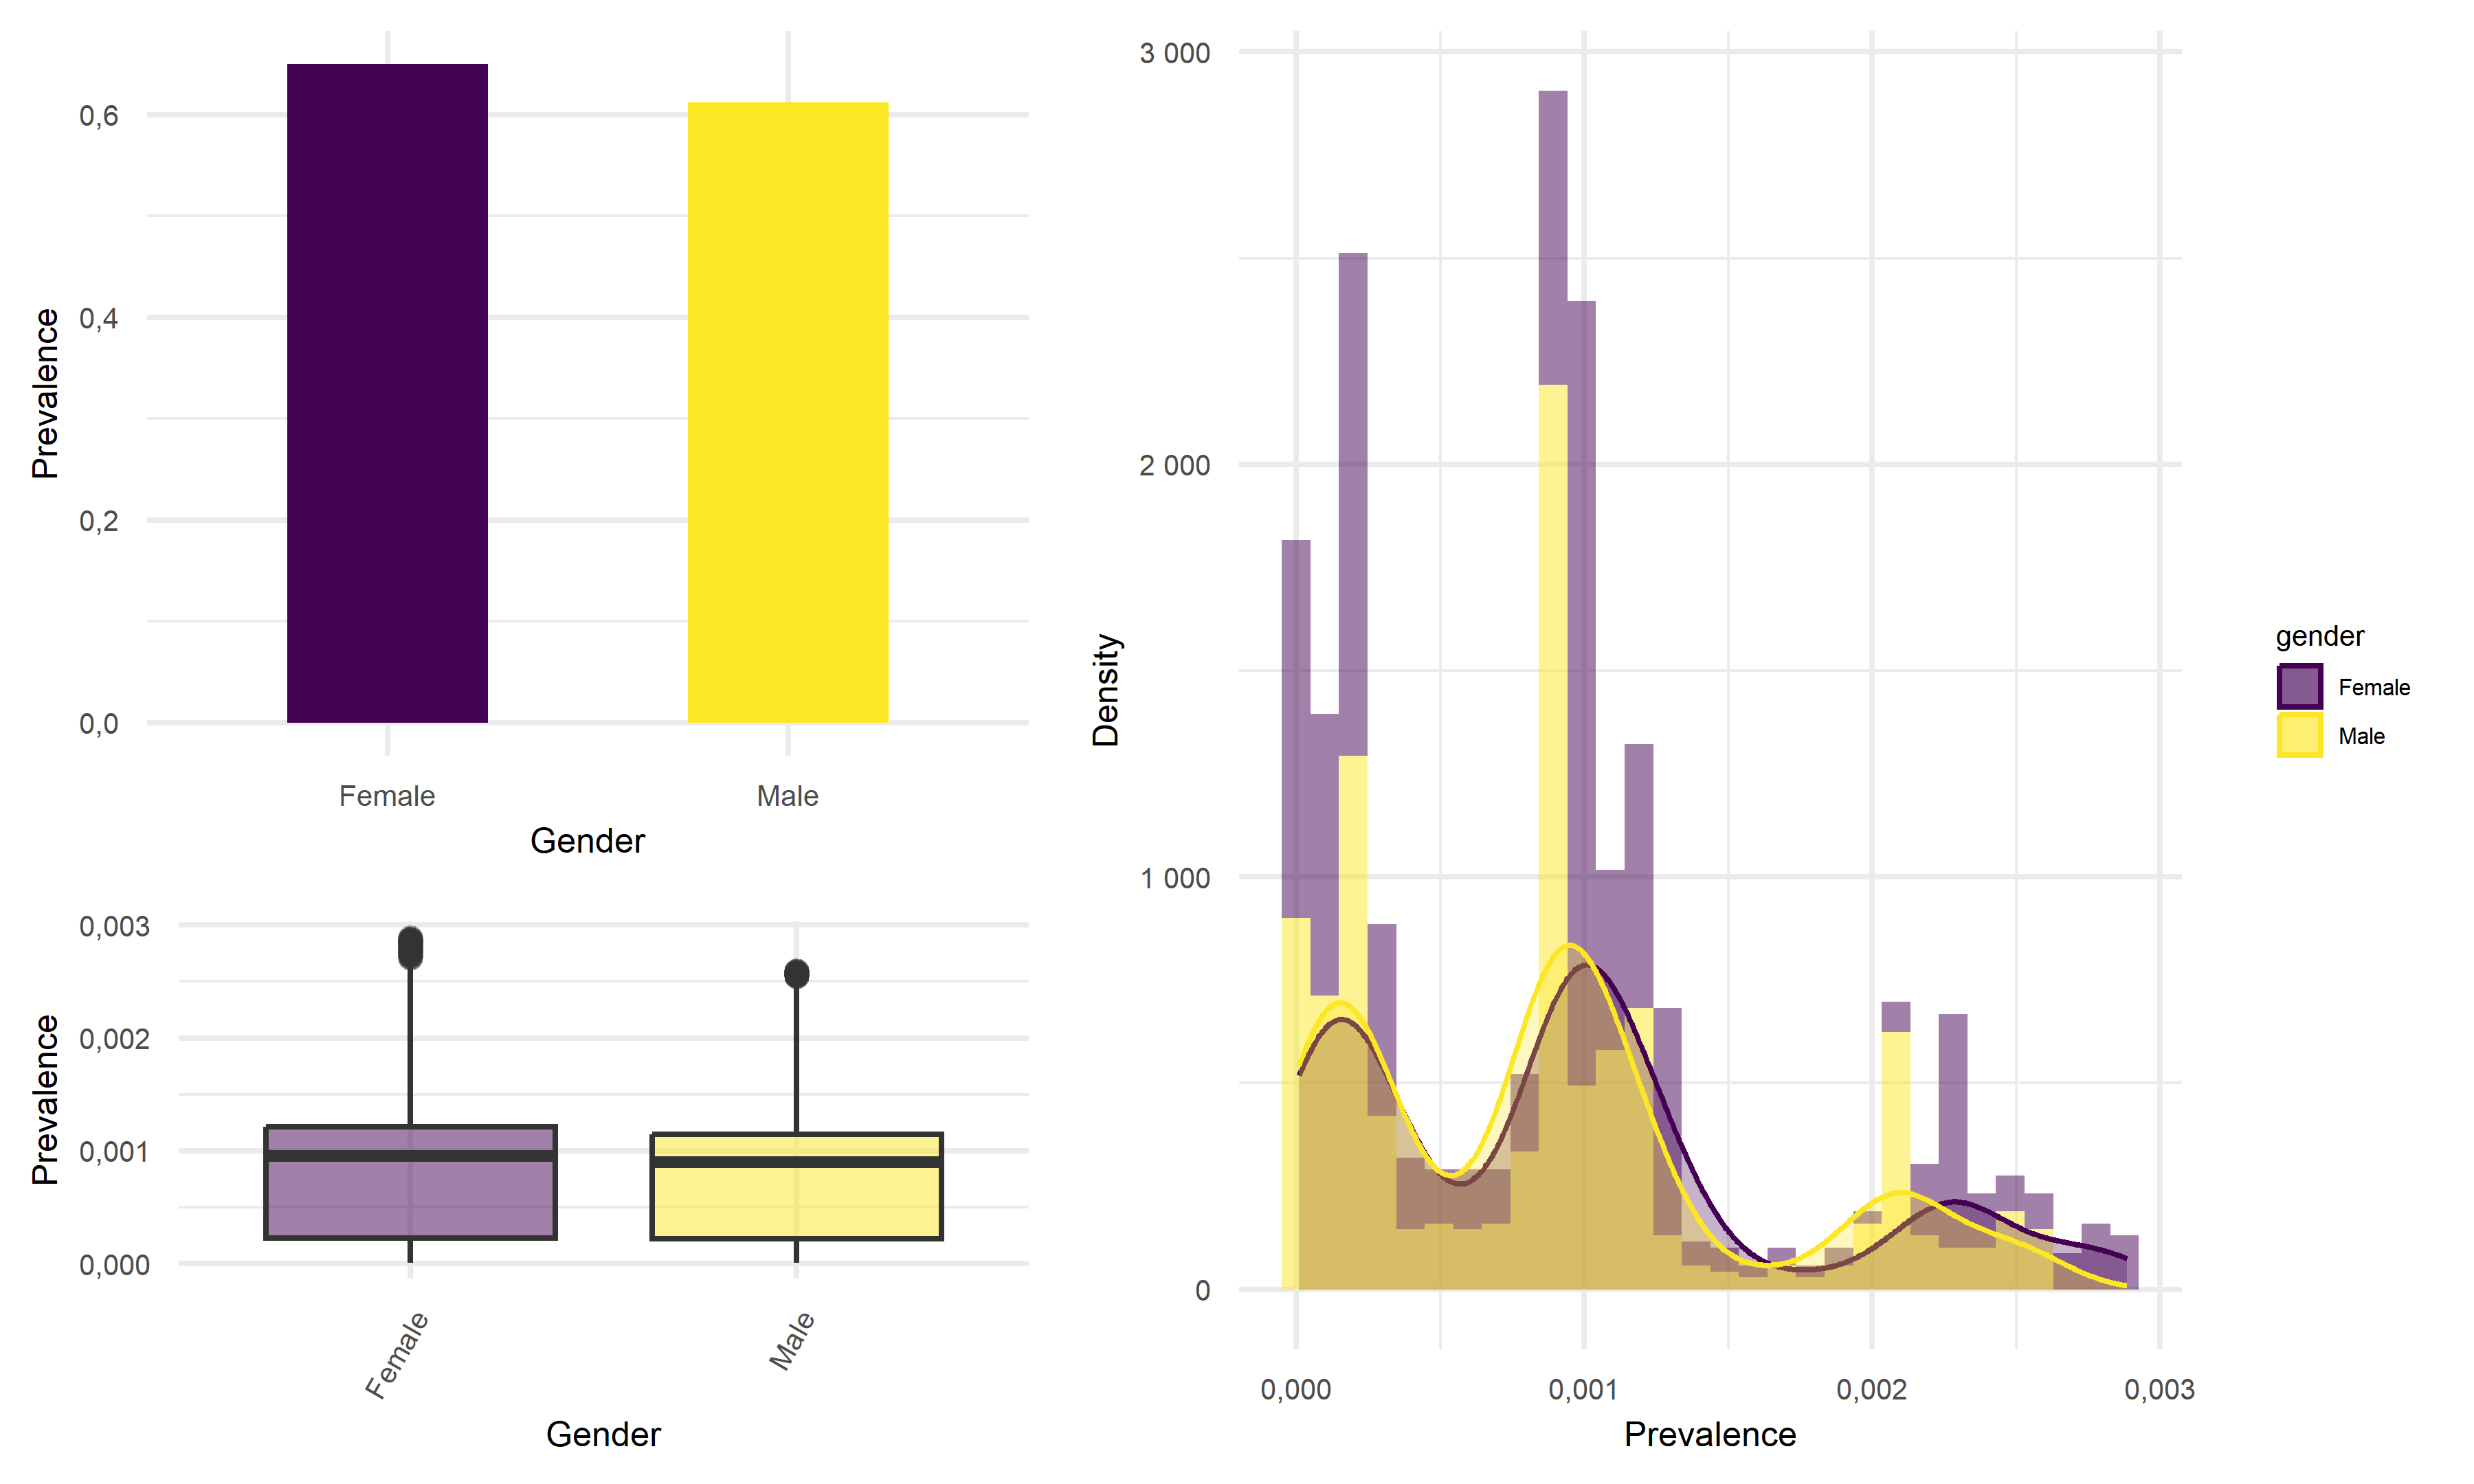 Prevalence
0,6
0,4
0,2
0,0
Female Male
Gender
Prevalence
0,003
0,002
0,001
0,000
Female Male
Gender
Density
3 000
2 000
1 000
0
0,000 0,001 0,002 0,003
Prevalence
gender
Female
Male